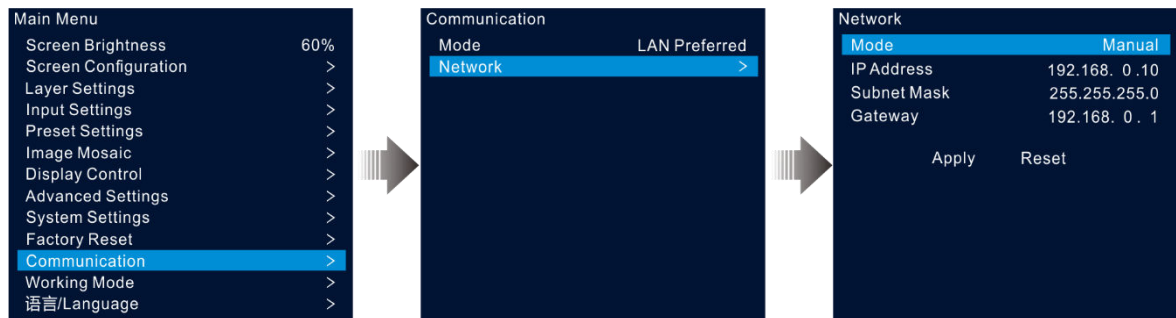 Main Menu
Screen Brightness 60%
Screen Configuration >
Layer Settings >
Input Settings >
Preset Settings >
Image Mosaic >
Display Control >
Advanced Settings >
System Settings >
Factory Reset >
Communication >
Working Mode >
语言/Language >
Communication
Mode LAN Preferred
Network >
Network
Mode Manual
IP Address 192.168. 0 .10
Subnet Mask 255.255.255.0
Gateway 192.168. 0 . 1
Apply Reset